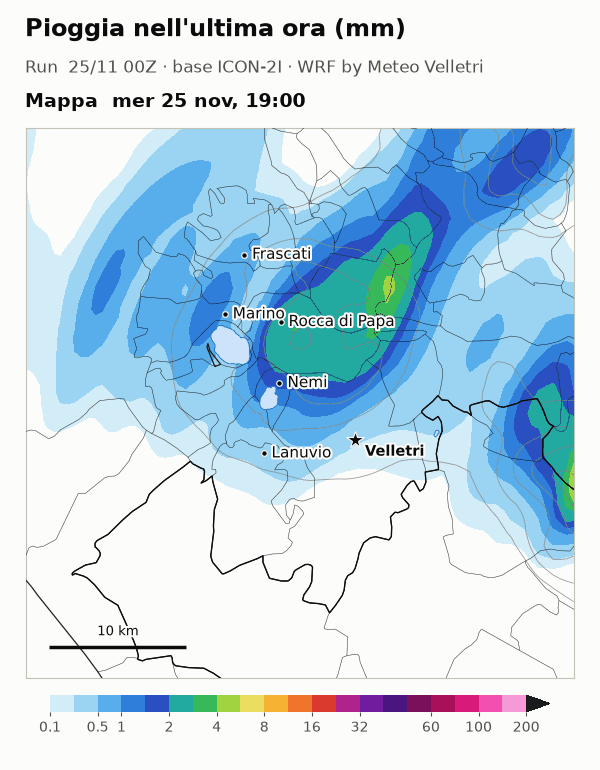 Pioggia nell'ultima ora (mm)
Run  25/11 00Z · base ICON-2I · WRF by Meteo Velletri
Mappa  mer 25 nov, 19:00
Frascati
Marino
Rocca di Papa
Nemi
Velletri
Lanuvio
10 km
0.1 0.5 1 2 4 8 16 32 60 100 200